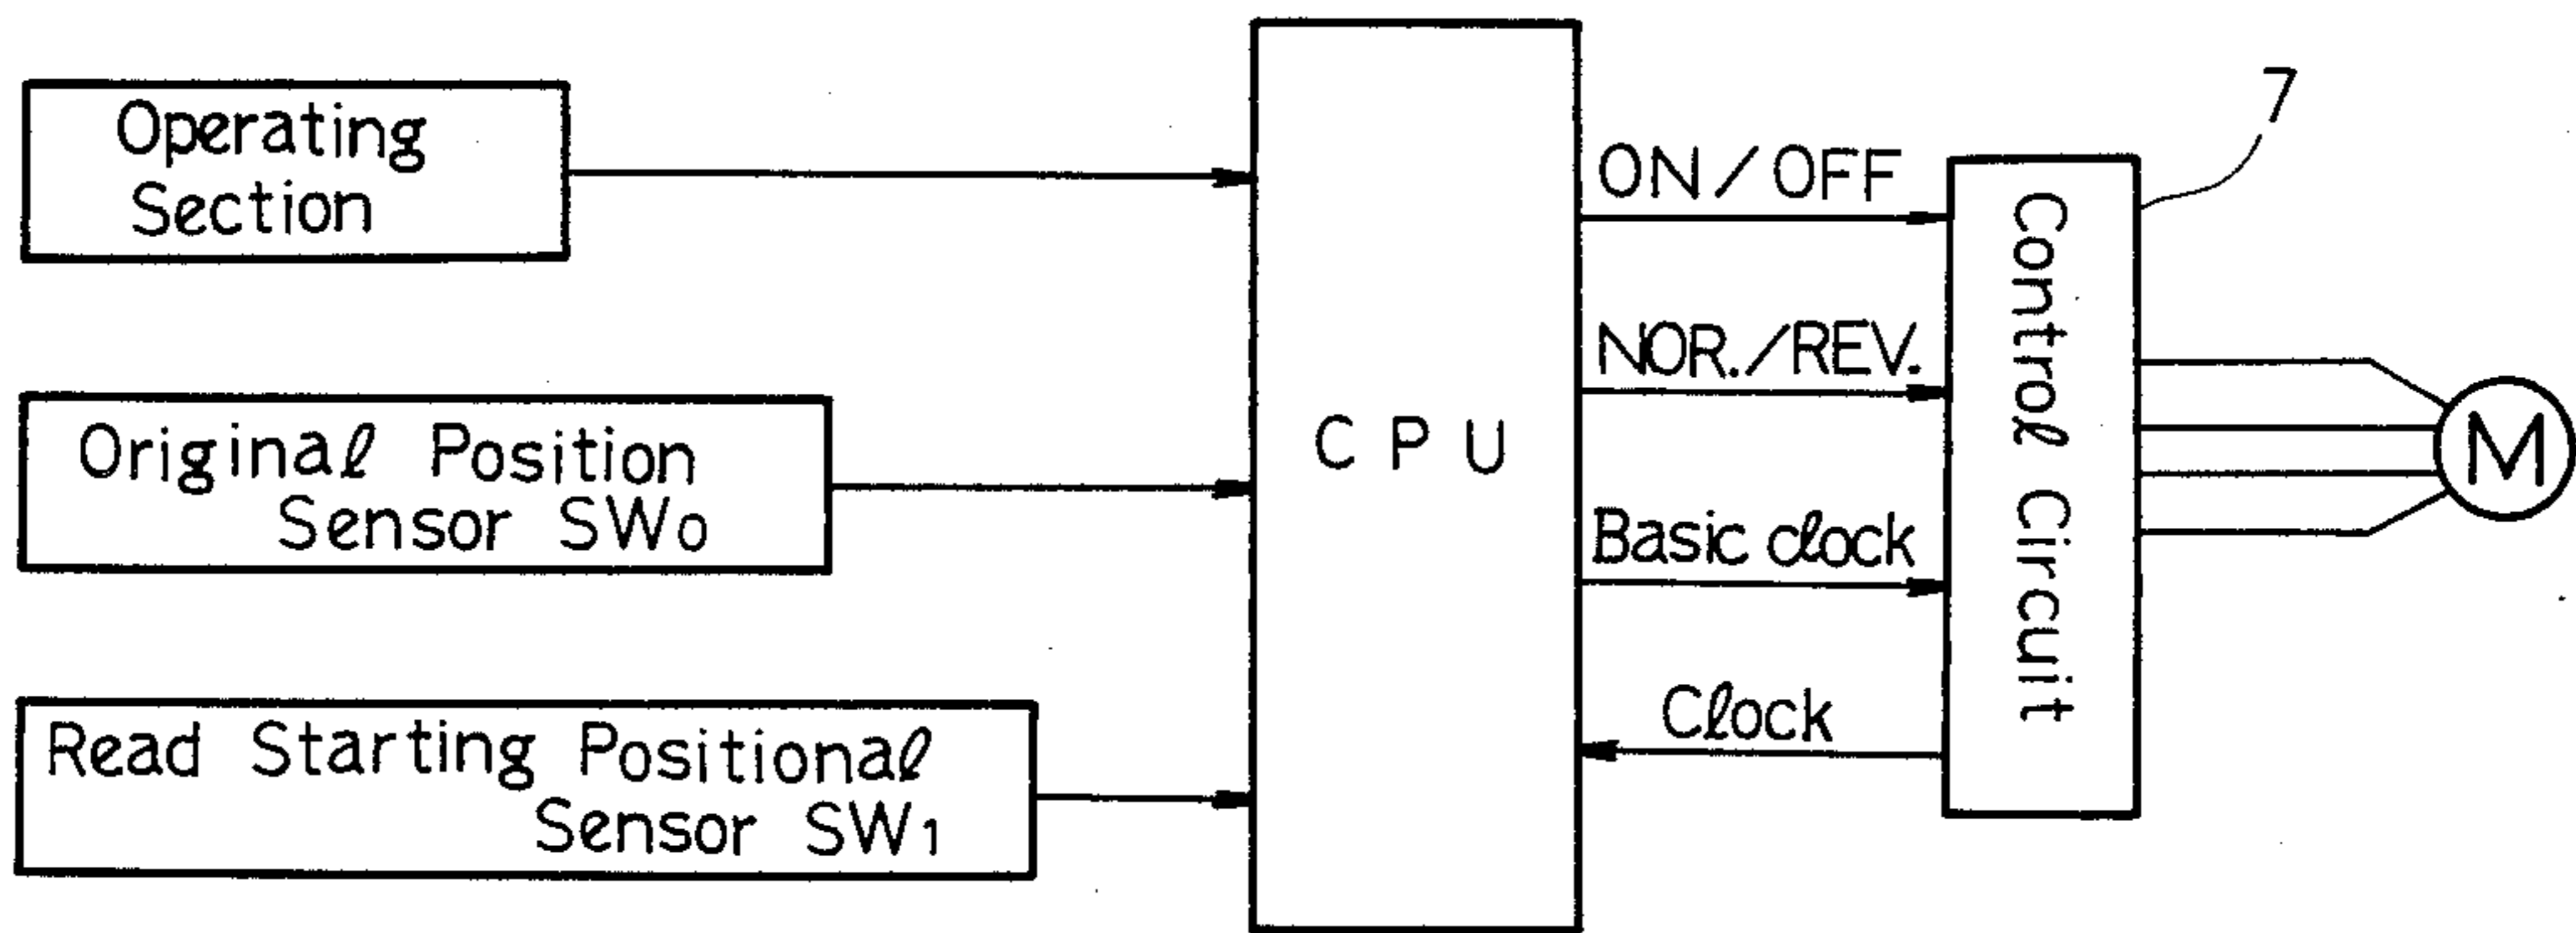 Operating
Section
Original Position
Sensor SW0
Read Starting Positional
Sensor SW1
CPU
ON/OFF
NOR./REV.
Basic clock
Clock
Control Circuit
7
M